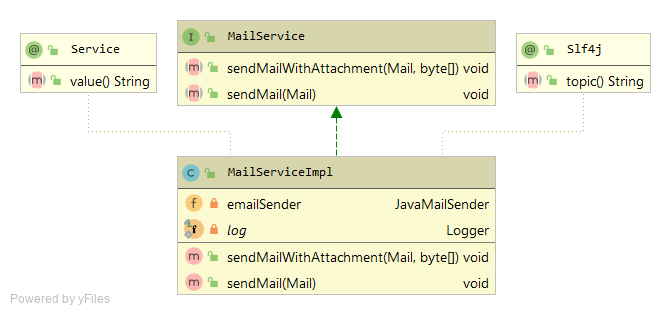 @ Service
m value() String
I MailService
m sendMailWithAttachment(Mail, byte[]) void
m sendMail(Mail) void
@ Slf4j
m topic() String
C MailServiceImpl
f emailSender JavaMailSender
f log Logger
m sendMailWithAttachment(Mail, byte[]) void
m sendMail(Mail) void
Powered by yFiles